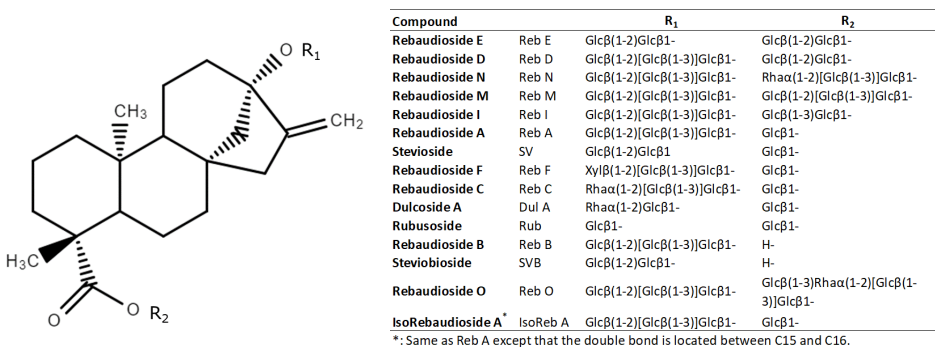 O R₁
CH₃
CH₂
H₃C
O
O R₂
Compound R₁ R₂
Rebaudioside E Reb E Glcβ(1-2)Glcβ1- Glcβ(1-2)Glcβ1-
Rebaudioside D Reb D Glcβ(1-2)[Glcβ(1-3)]Glcβ1- Glcβ(1-2)Glcβ1-
Rebaudioside N Reb N Glcβ(1-2)[Glcβ(1-3)]Glcβ1- Rhaα(1-2)[Glcβ(1-3)]Glcβ1-
Rebaudioside M Reb M Glcβ(1-2)[Glcβ(1-3)]Glcβ1- Glcβ(1-2)[Glcβ(1-3)]Glcβ1-
Rebaudioside I Reb I Glcβ(1-2)[Glcβ(1-3)]Glcβ1- Glcβ(1-3)Glcβ1-
Rebaudioside A Reb A Glcβ(1-2)[Glcβ(1-3)]Glcβ1- Glcβ1-
Stevioside SV Glcβ(1-2)Glcβ1 Glcβ1-
Rebaudioside F Reb F Xylβ(1-2)[Glcβ(1-3)]Glcβ1- Glcβ1-
Rebaudioside C Reb C Rhaα(1-2)[Glcβ(1-3)]Glcβ1- Glcβ1-
Dulcoside A Dul A Rhaα(1-2)Glcβ1- Glcβ1-
Rubusoside Rub Glcβ1- Glcβ1-
Rebaudioside B Reb B Glcβ(1-2)[Glcβ(1-3)]Glcβ1- H-
Steviobioside SVB Glcβ(1-2)Glcβ1- H-
Rebaudioside O Reb O Glcβ(1-2)[Glcβ(1-3)]Glcβ1- Glcβ(1-3)Rhaα(1-2)[Glcβ(1-
3)]Glcβ1-
IsoRebaudioside A* IsoReb A Glcβ(1-2)[Glcβ(1-3)]Glcβ1- Glcβ1-
*: Same as Reb A except that the double bond is located between C15 and C16.